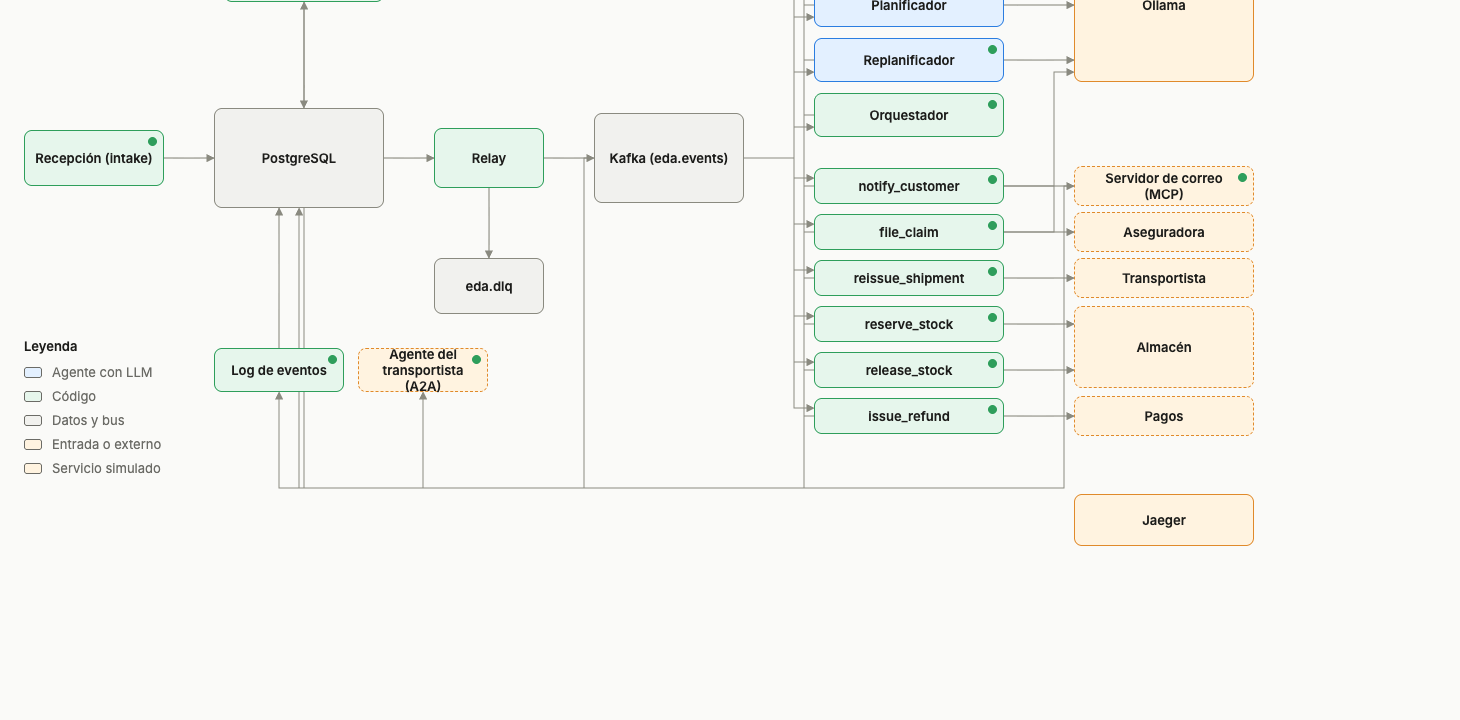 Planificador
Ollama
Replanificador
Orquestador
Recepción (intake)
PostgreSQL
Relay
Kafka (eda.events)
notify_customer
Servidor de correo
(MCP)
file_claim
Aseguradora
reissue_shipment
Transportista
eda.dlq
reserve_stock
Almacén
release_stock
issue_refund
Pagos
Log de eventos
Agente del
transportista
(A2A)
Leyenda
Agente con LLM
Código
Datos y bus
Entrada o externo
Servicio simulado
Jaeger